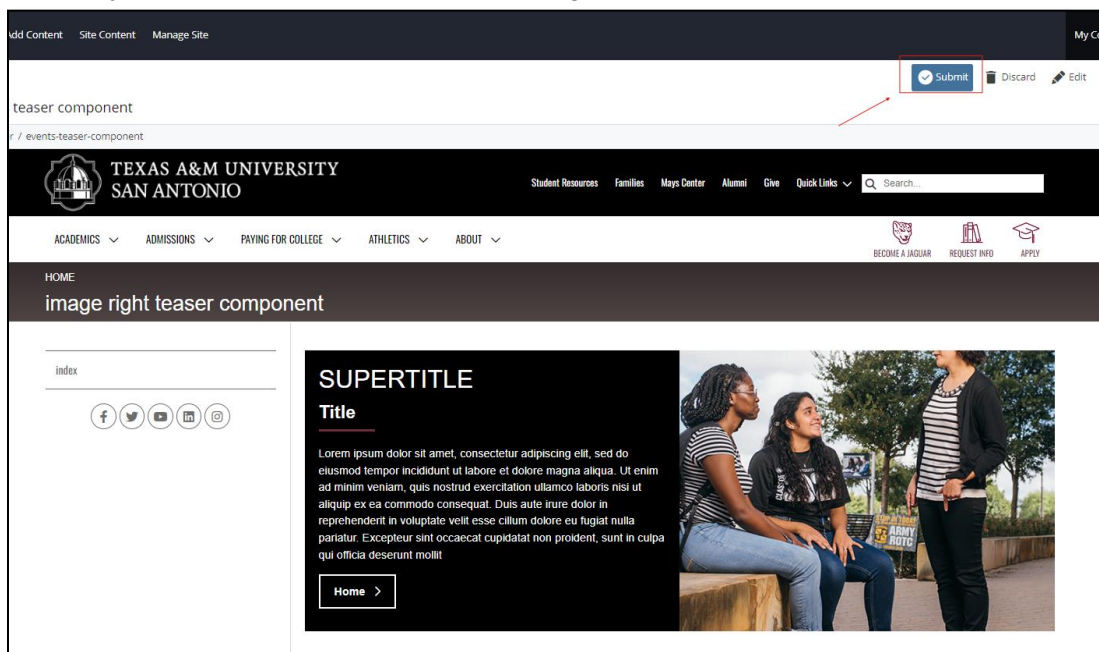 Add Content Site Content Manage Site My Co
Submit Discard Edit
teaser component
r / events-teaser-component
TEXAS A&M UNIVERSITY
SAN ANTONIO
Student Resources Families Mays Center Alumni Give Quick Links Search...
ACADEMICS ADMISSIONS PAYING FOR COLLEGE ATHLETICS ABOUT
BECOME A JAGUAR REQUEST INFO APPLY
HOME
image right teaser component
index
SUPERTITLE
Title
Lorem ipsum dolor sit amet, consectetur adipiscing elit, sed do
eiusmod tempor incididunt ut labore et dolore magna aliqua. Ut enim
ad minim veniam, quis nostrud exercitation ullamco laboris nisi ut
aliquip ex ea commodo consequat. Duis aute irure dolor in
reprehenderit in voluptate velit esse cillum dolore eu fugiat nulla
pariatur. Excepteur sint occaecat cupidatat non proident, sunt in culpa
qui officia deserunt mollit
Home
ARMY
ROTC